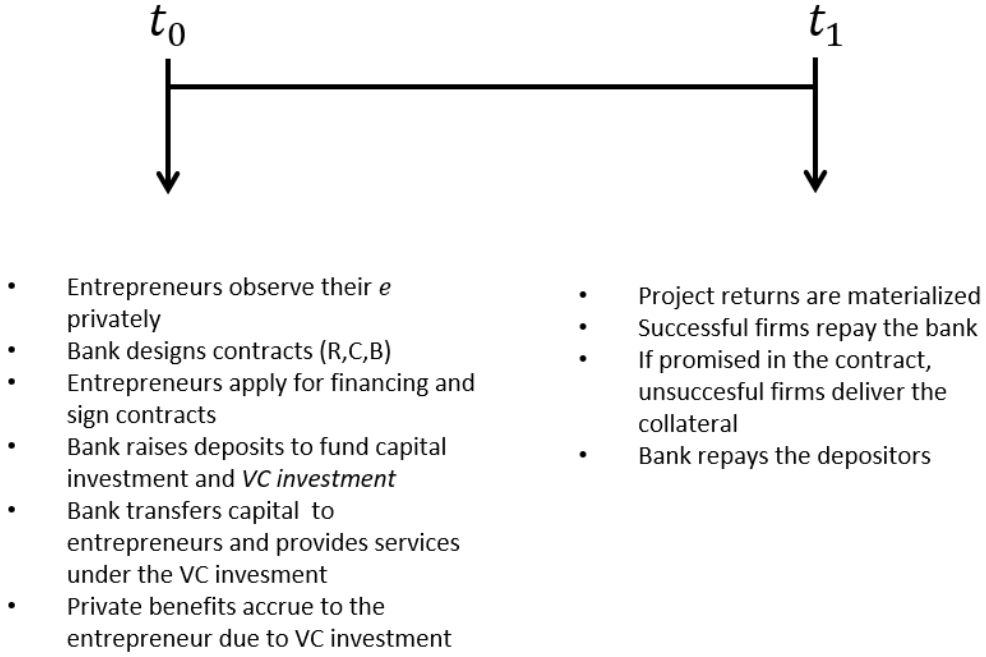 t₀
t₁
• Entrepreneurs observe their e
privately
• Bank designs contracts (R,C,B)
• Entrepreneurs apply for financing and
sign contracts
• Bank raises deposits to fund capital
investment and VC investment
• Bank transfers capital to
entrepreneurs and provides services
under the VC invesment
• Private benefits accrue to the
entrepreneur due to VC investment
• Project returns are materialized
• Successful firms repay the bank
• If promised in the contract,
unsuccesful firms deliver the
collateral
• Bank repays the depositors